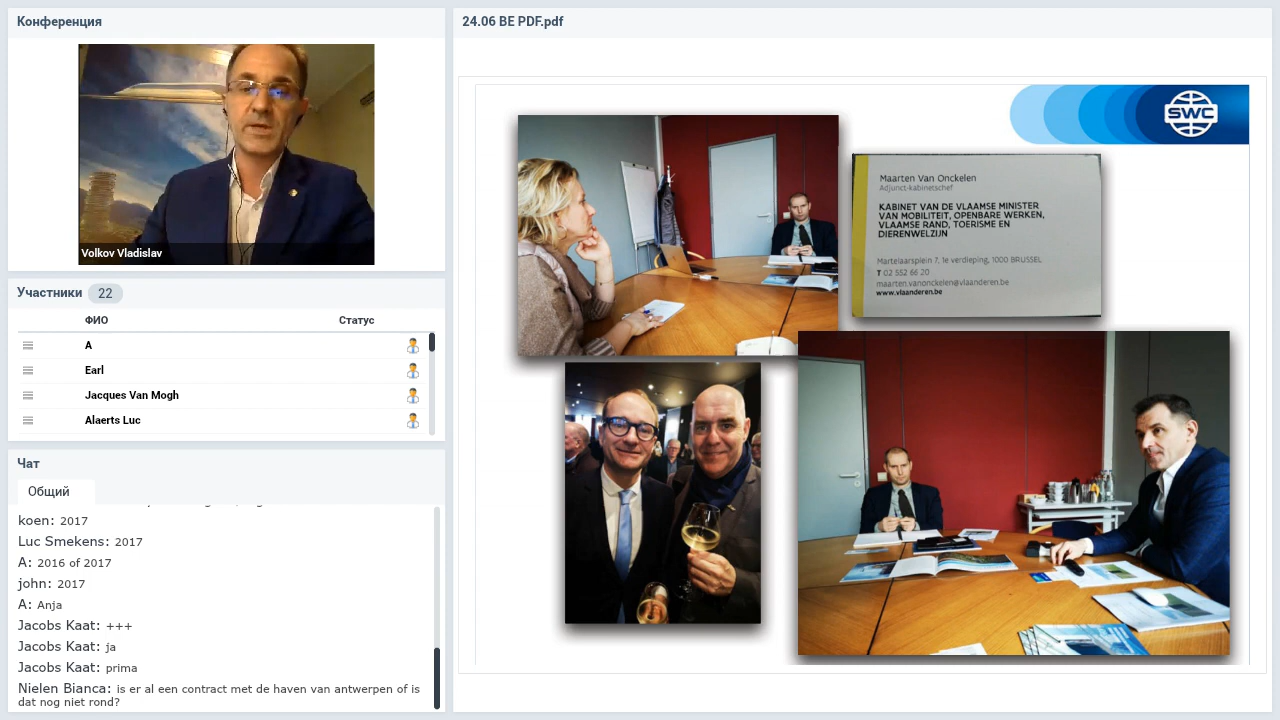 Конференция
Volkov Vladislav
Участники 22
ФИО Статус
A
Earl
Jacques Van Mogh
Alaerts Luc
Чат
Общий
koen: 2017
Luc Smekens: 2017
A: 2016 of 2017
john: 2017
A: Anja
Jacobs Kaat: +++
Jacobs Kaat: ja
Jacobs Kaat: prima
Nielen Bianca: is er al een contract met de haven van antwerpen of is
dat nog niet rond?
24.06 BE PDF.pdf
SWC
Maarten Van Onckelen
Adjunct-kabinetschef
KABINET VAN DE VLAAMSE MINISTER
VAN MOBILITEIT, OPENBARE WERKEN,
VLAAMSE RAND, TOERISME EN
DIERENWELZIJN
Martelaarsplein 7, 1e verdieping, 1000 BRUSSEL
T 02 552 66 20
maarten.vanonckelen@vlaanderen.be
www.vlaanderen.be